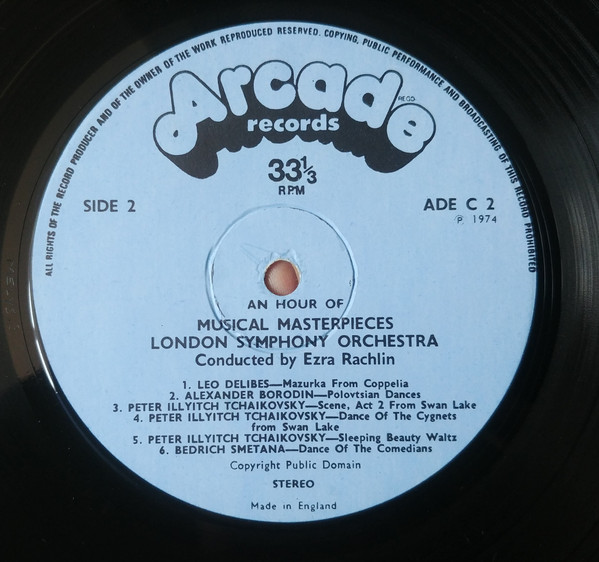 ALL RIGHTS OF THE RECORD PRODUCER AND OF THE OWNER OF THE WORK REPRODUCED RESERVED. COPYING, PUBLIC PERFORMANCE AND BROADCASTING OF THIS RECORD PROHIBITED
Arcade
REGD.
records
33⅓
RPM
SIDE 2
ADE C 2
℗ 1974
AN HOUR OF
MUSICAL MASTERPIECES
LONDON SYMPHONY ORCHESTRA
Conducted by Ezra Rachlin
1. LEO DELIBES—Mazurka From Coppelia
2. ALEXANDER BORODIN—Polovtsian Dances
3. PETER ILLYITCH TCHAIKOVSKY—Scene, Act 2 From Swan Lake
4. PETER ILLYITCH TCHAIKOVSKY—Dance Of The Cygnets
from Swan Lake
5. PETER ILLYITCH TCHAIKOVSKY—Sleeping Beauty Waltz
6. BEDRICH SMETANA—Dance Of The Comedians
Copyright Public Domain
STEREO
Made in England